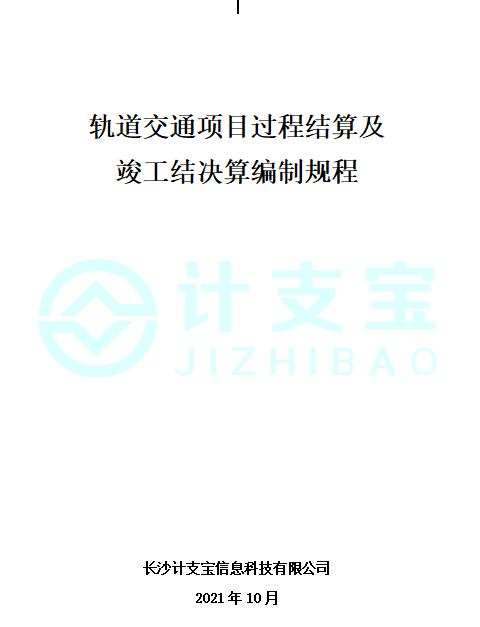 轨道交通项目过程结算及
竣工结决算编制规程
计支宝
JIZHIBAO
长沙计支宝信息科技有限公司
2021年10月